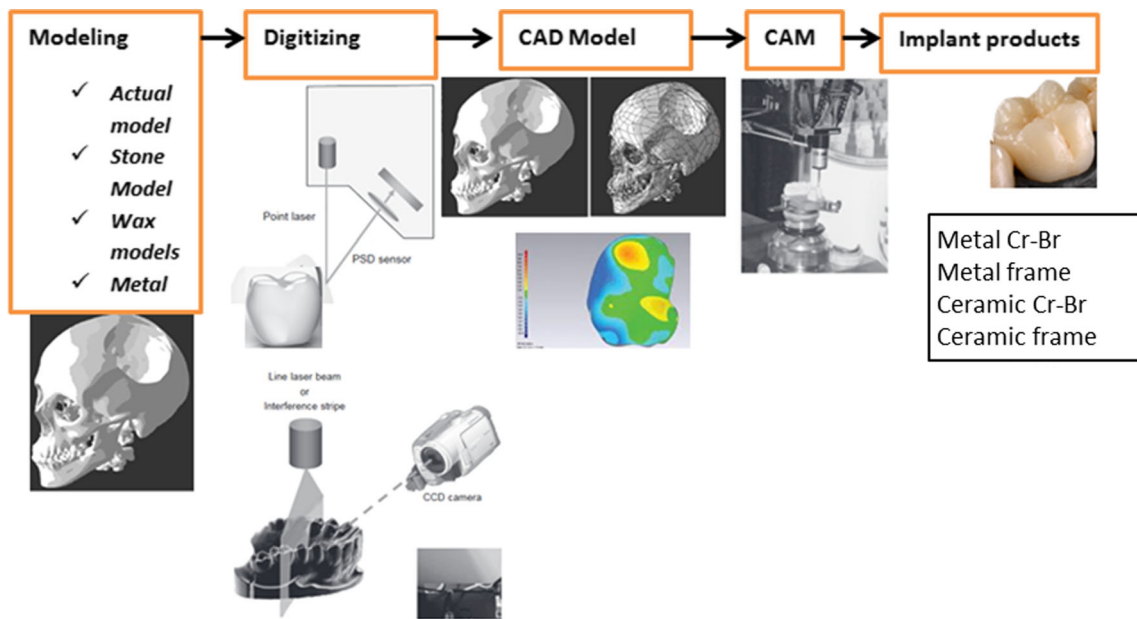 Modeling
Digitizing
CAD Model
CAM
Implant products
✓ Actual
model
✓ Stone
Model
✓ Wax
models
✓ Metal
Point laser
PSD sensor
Line laser beam
or
Interference stripe
CCD camera
Metal Cr-Br
Metal frame
Ceramic Cr-Br
Ceramic frame